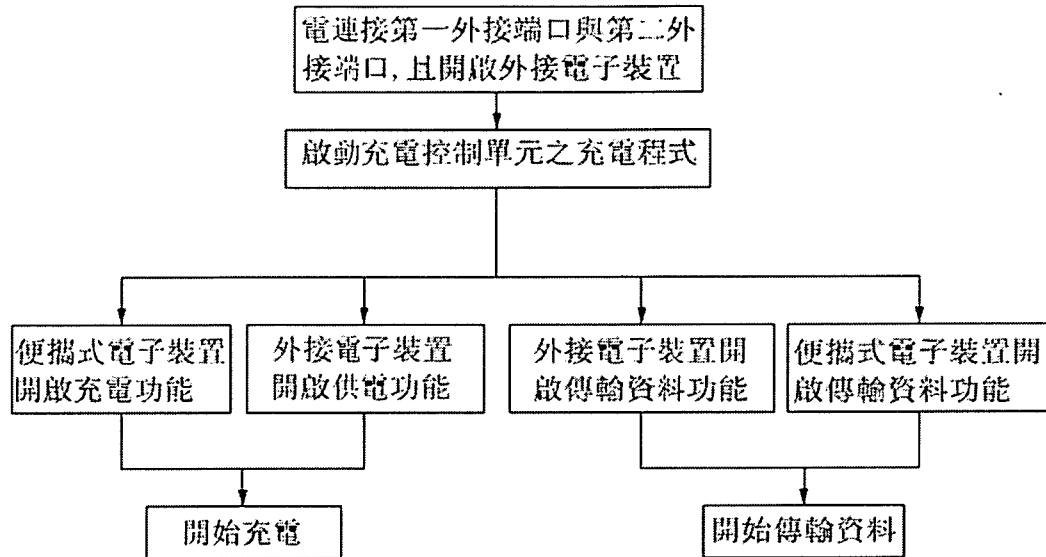 電連接第一外接端口與第二外
接端口,且開啟外接電子裝置
啟動充電控制單元之充電程式
便攜式電子裝置
開啟充電功能
外接電子裝置
開啟供電功能
外接電子裝置開
啟傳輸資料功能
便攜式電子裝置開
啟傳輸資料功能
開始充電
開始傳輸資料